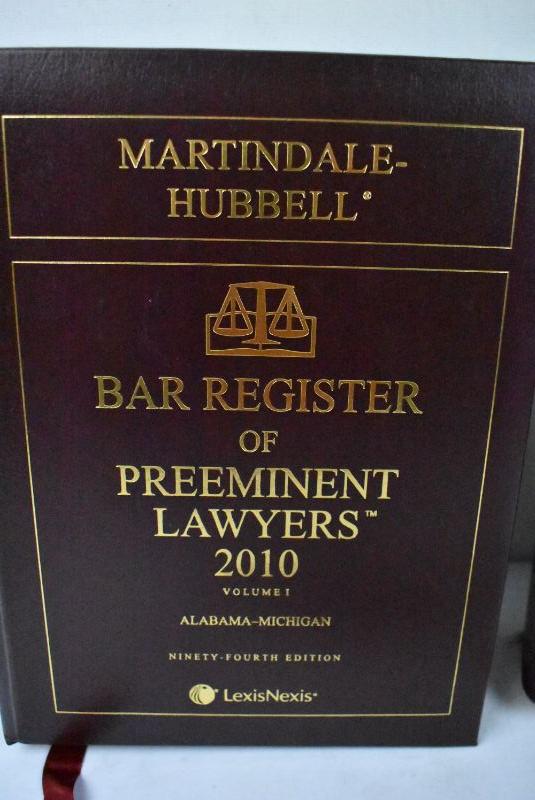 MARTINDALE-
HUBBELL®
BAR REGISTER
OF
PREEMINENT
LAWYERS™
2010
VOLUME I
ALABAMA–MICHIGAN
NINETY-FOURTH EDITION
LexisNexis®